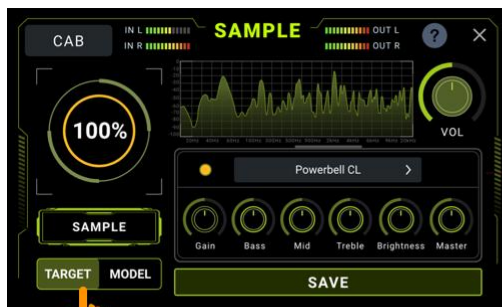 CAB
IN L
IN R
SAMPLE
OUT L
OUT R
?
100%
VOL
Powerbell CL
SAMPLE
Gain
Bass
Mid
Treble
Brightness
Master
TARGET
MODEL
SAVE